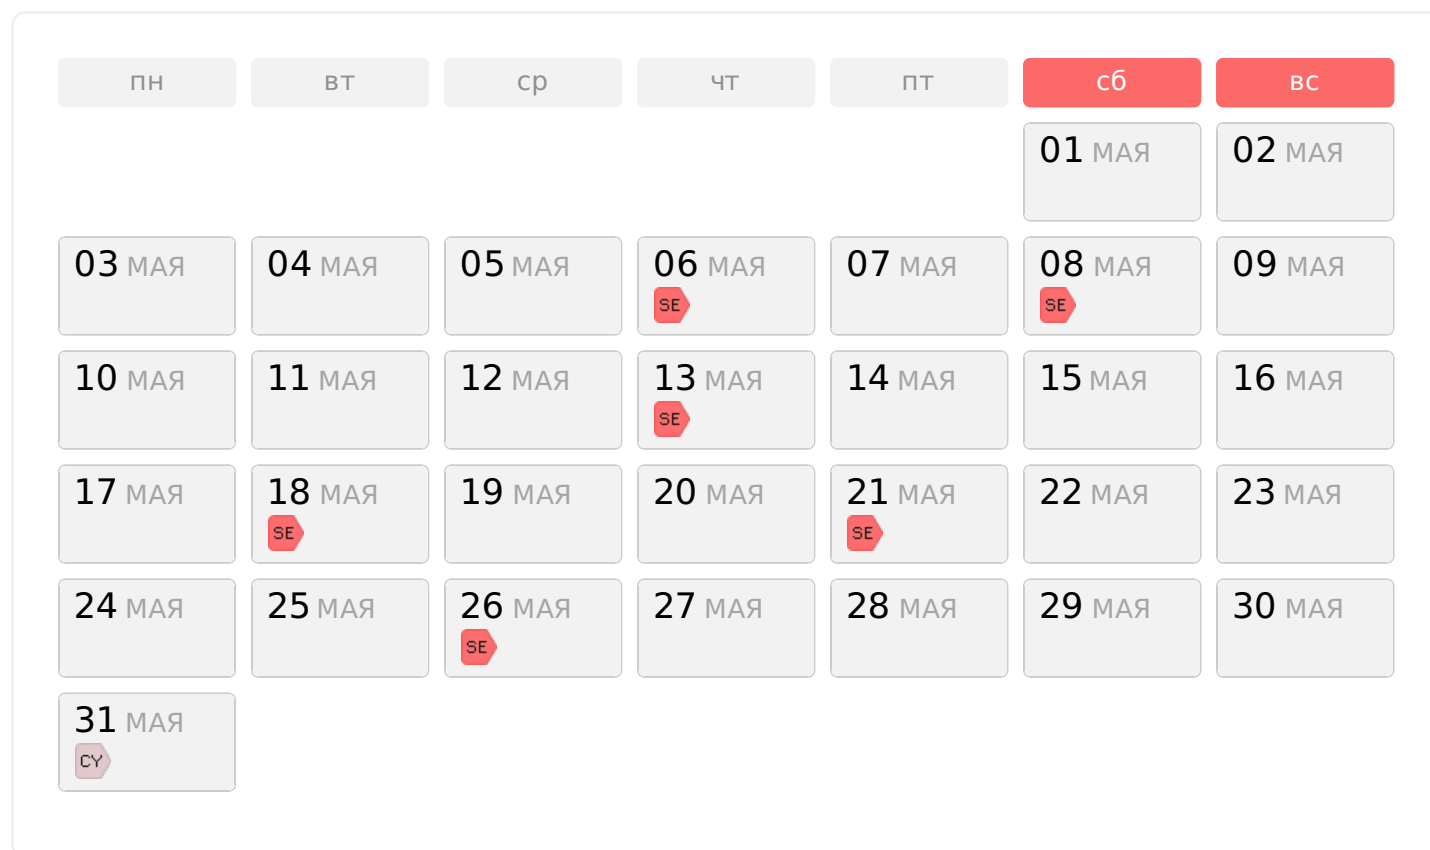 пн вт ср чт пт сб вс
01 МАЯ 02 МАЯ
03 МАЯ 04 МАЯ 05 МАЯ 06 МАЯ 07 МАЯ 08 МАЯ 09 МАЯ
SE SE
10 МАЯ 11 МАЯ 12 МАЯ 13 МАЯ 14 МАЯ 15 МАЯ 16 МАЯ
SE
17 МАЯ 18 МАЯ 19 МАЯ 20 МАЯ 21 МАЯ 22 МАЯ 23 МАЯ
SE SE
24 МАЯ 25 МАЯ 26 МАЯ 27 МАЯ 28 МАЯ 29 МАЯ 30 МАЯ
SE
31 МАЯ
CY